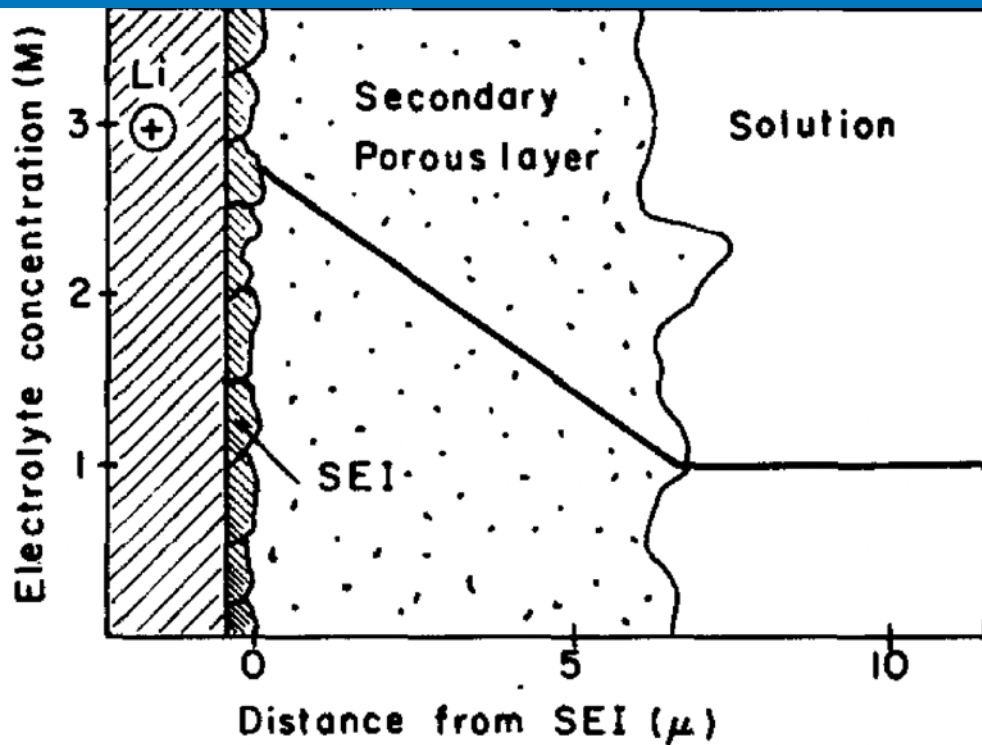 Electrolyte concentration (M)
3
2
1
Li
+
Secondary
Porous layer
Solution
SEI
0
5
10
Distance from SEI (μ)